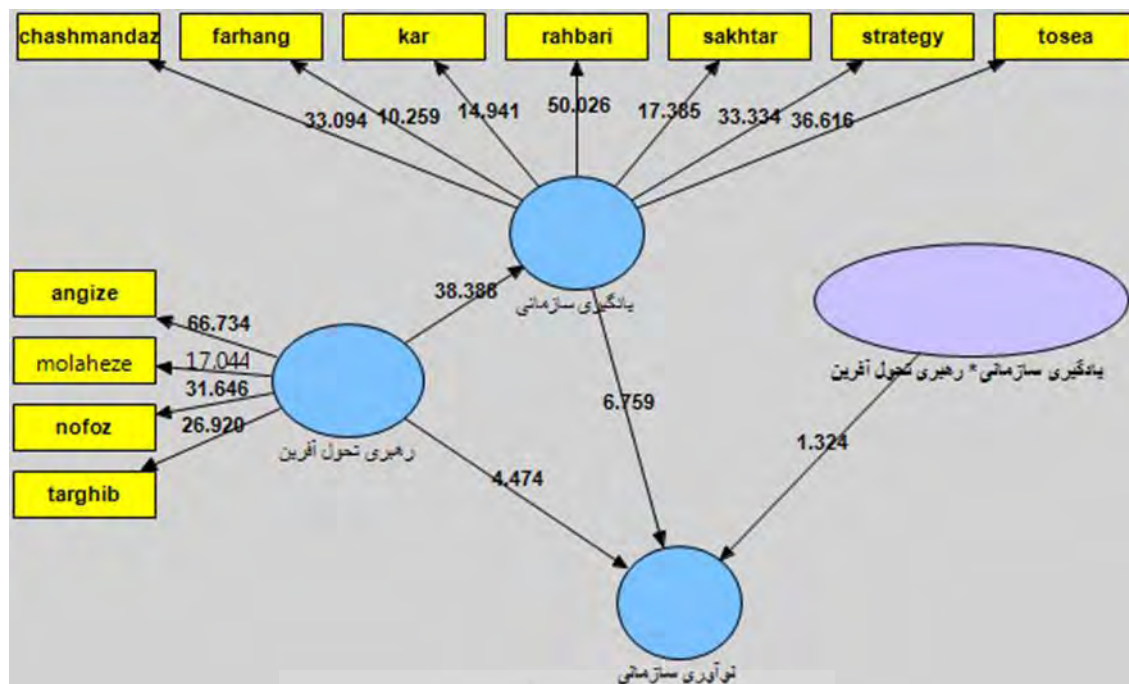 chashmandaz farhang kar rahbari sakhtar strategy tosea
33.094 10.259 14.941 50.026 17.385 33.334 36.616
angize
66.734
molaheze
17.044
nofoz
31.646
targhib
26.920
38.388
یادگیری سازمانی
رهبری تحول آفرین
یادگیری سازمانی* رهبری تحول آفرین
6.759
4.474
1.324
نوآوری سازمانی